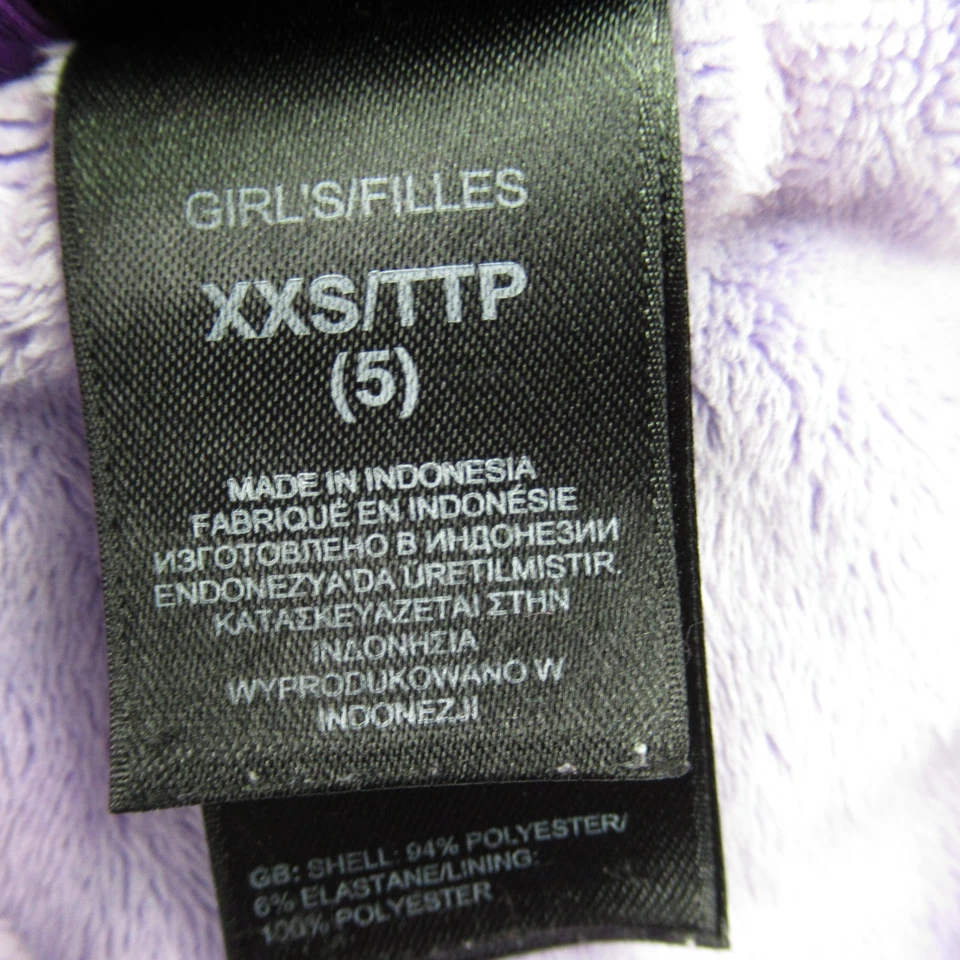 GIRL'S/FILLES
XXS/TTP
(5)
MADE IN INDONESIA
FABRIQUÉ EN INDONÉSIE
ИЗГОТОВЛЕНО В ИНДОНЕЗИИ
ENDONEZYA'DA ÜRETILMISTIR.
ΚΑΤΑΣΚΕΥΑΖΕΤΑΙ ΣΤΗΝ
ΙΝΔΟΝΗΣΙΑ
WYPRODUKOWANO W
INDONEZJI
GB: SHELL: 94% POLYESTER/
6% ELASTANE/LINING:
100% POLYESTER